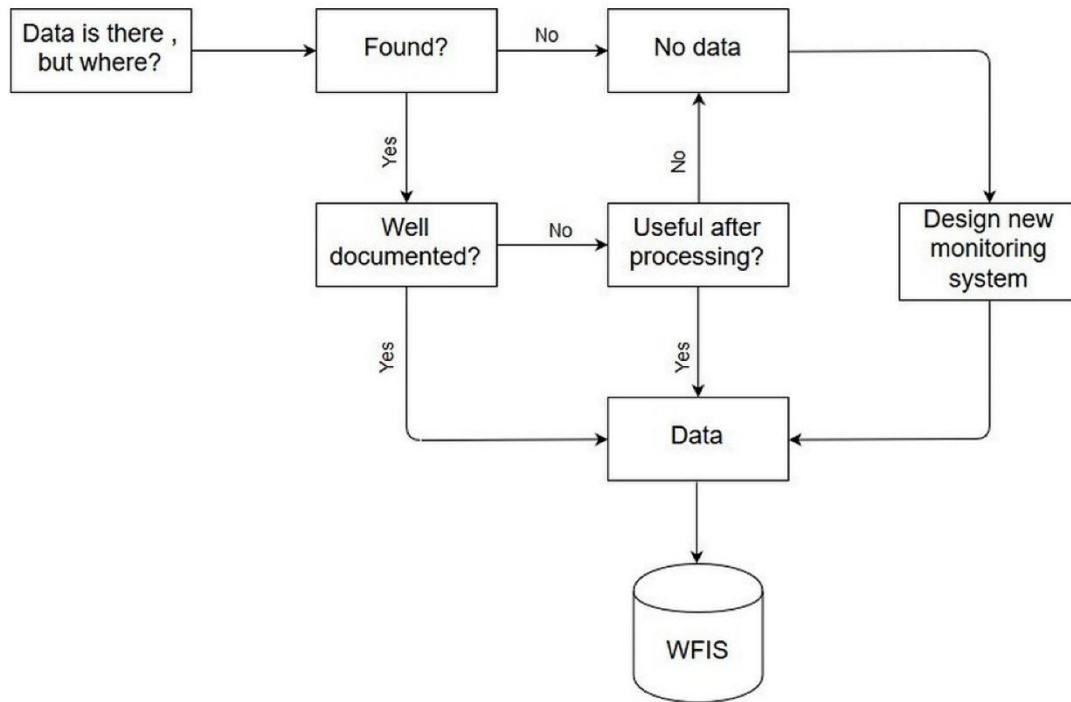 Data is there ,
but where?
Found?
No
No data
Yes
No
Well
documented?
No
Useful after
processing?
Design new
monitoring
system
Yes
Yes
Data
WFIS